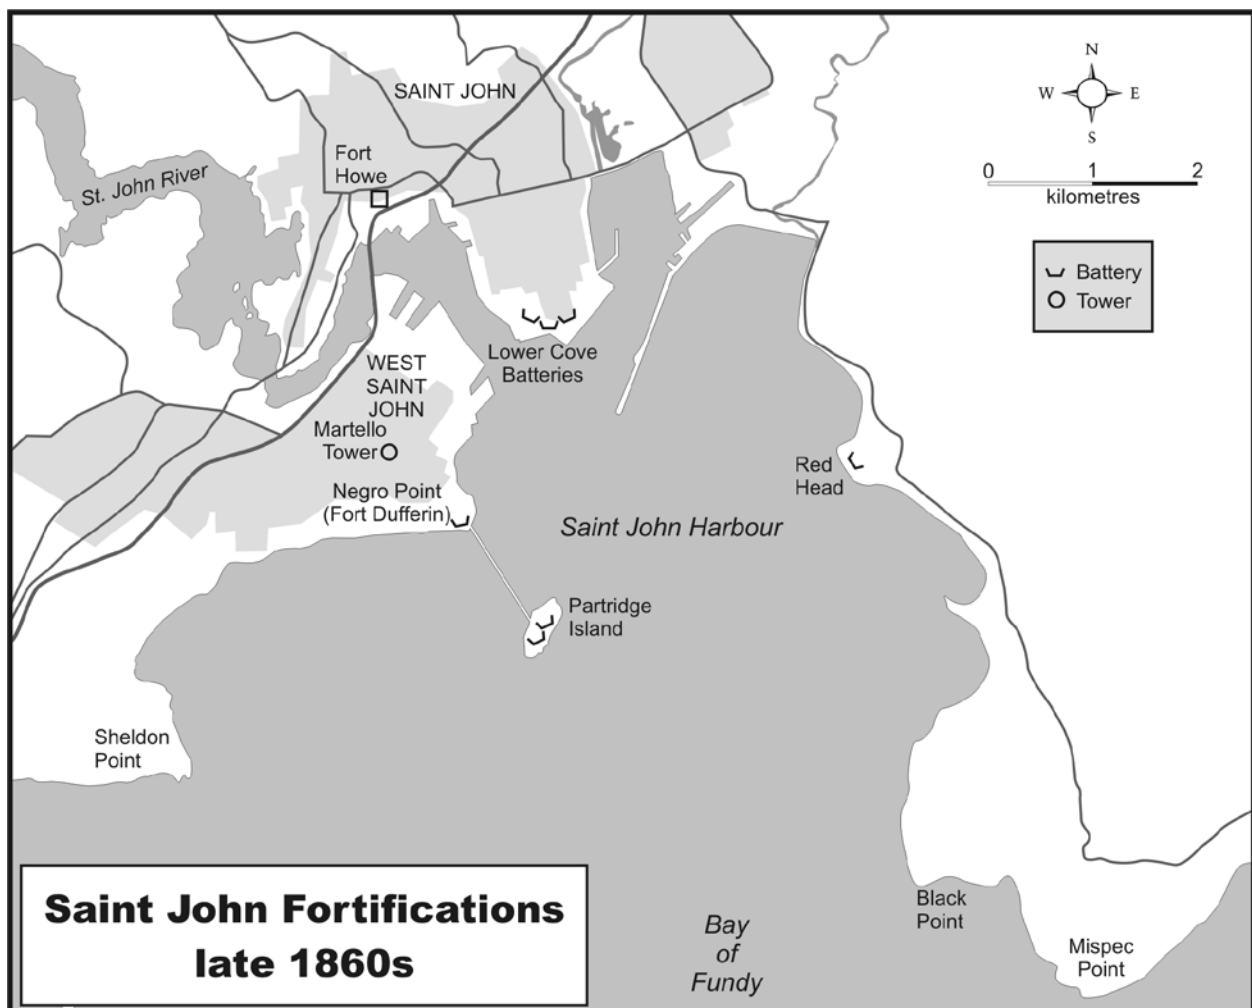 SAINT JOHN
Fort
Howe
St. John River
N
W
E
S
0
1
2
kilometres
Battery
Tower
Lower Cove
Batteries
WEST
SAINT
JOHN
Martello
Tower
Negro Point
(Fort Dufferin)
Red
Head
Saint John Harbour
Partridge
Island
Sheldon
Point
Black
Point
Mispec
Point
Bay
of
Fundy
Saint John Fortifications
late 1860s